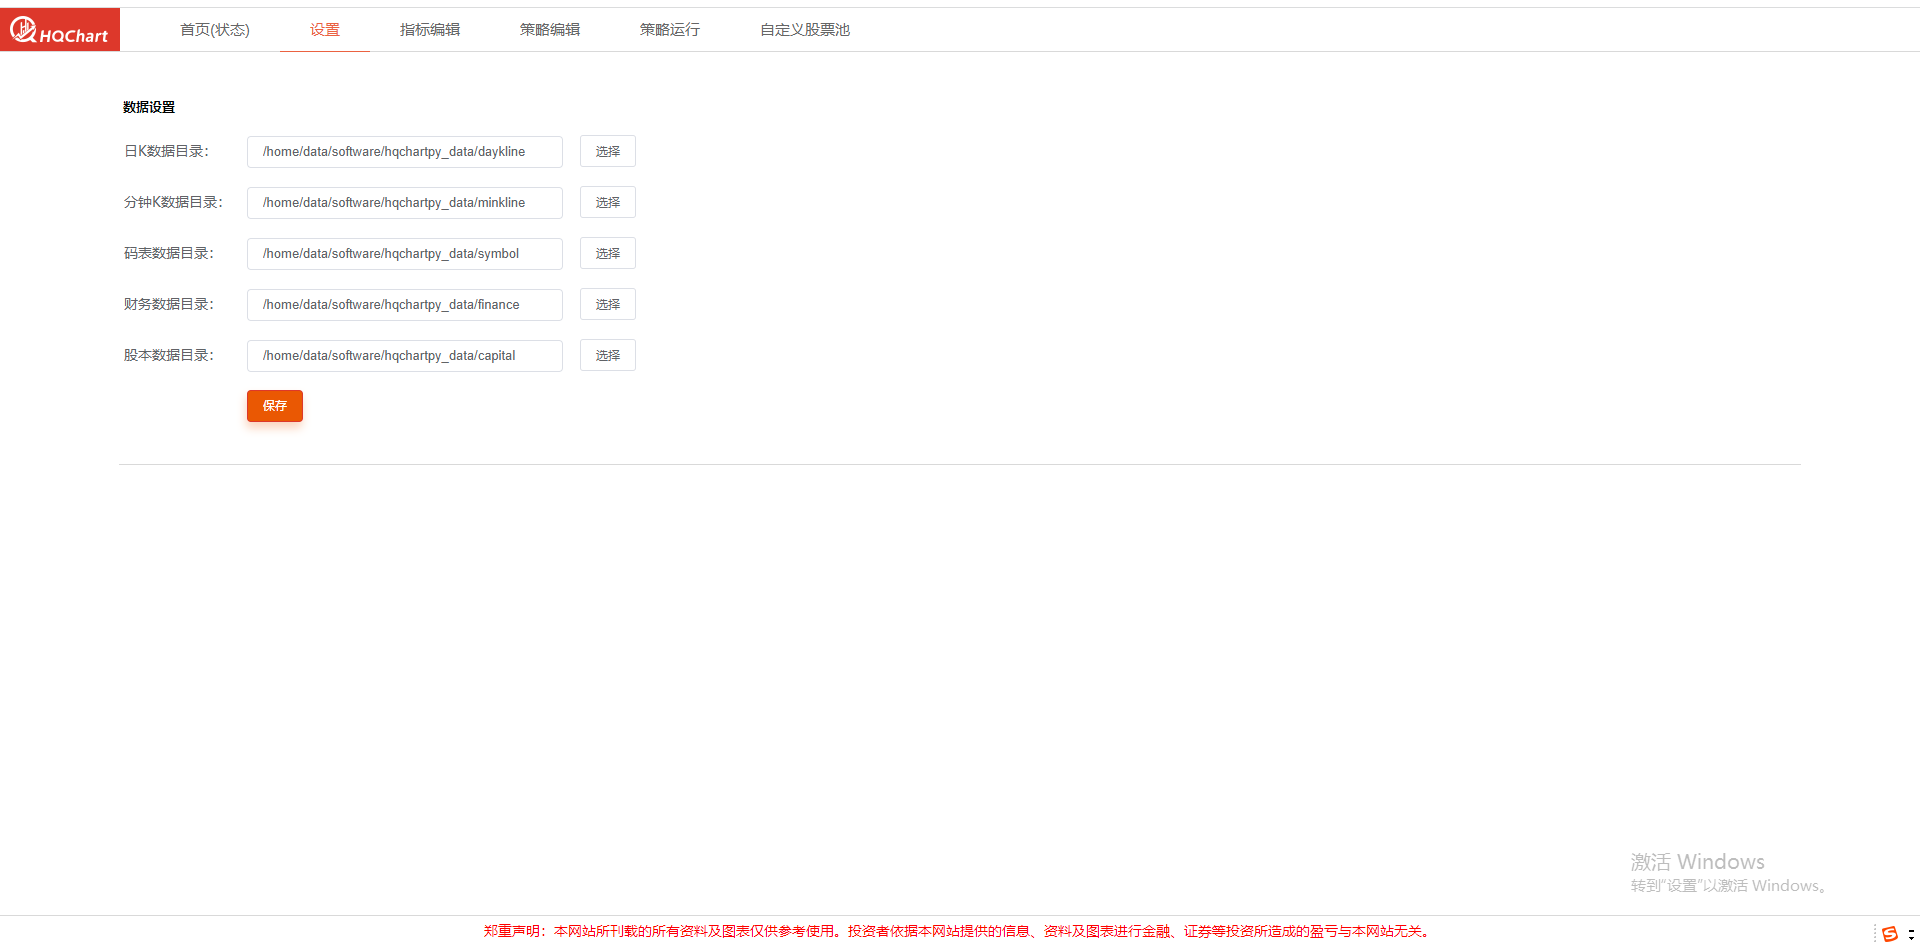 HQChart 首页(状态) 设置 指标编辑 策略编辑 策略运行 自定义股票池
数据设置
日K数据目录： /home/data/software/hqchartpy_data/daykline 选择
分钟K数据目录： /home/data/software/hqchartpy_data/minkline 选择
码表数据目录： /home/data/software/hqchartpy_data/symbol 选择
财务数据目录： /home/data/software/hqchartpy_data/finance 选择
股本数据目录： /home/data/software/hqchartpy_data/capital 选择
保存
激活 Windows
转到“设置”以激活 Windows。
郑重声明：本网站所刊载的所有资料及图表仅供参考使用。投资者依据本网站提供的信息、资料及图表进行金融、证券等投资所造成的盈亏与本网站无关。